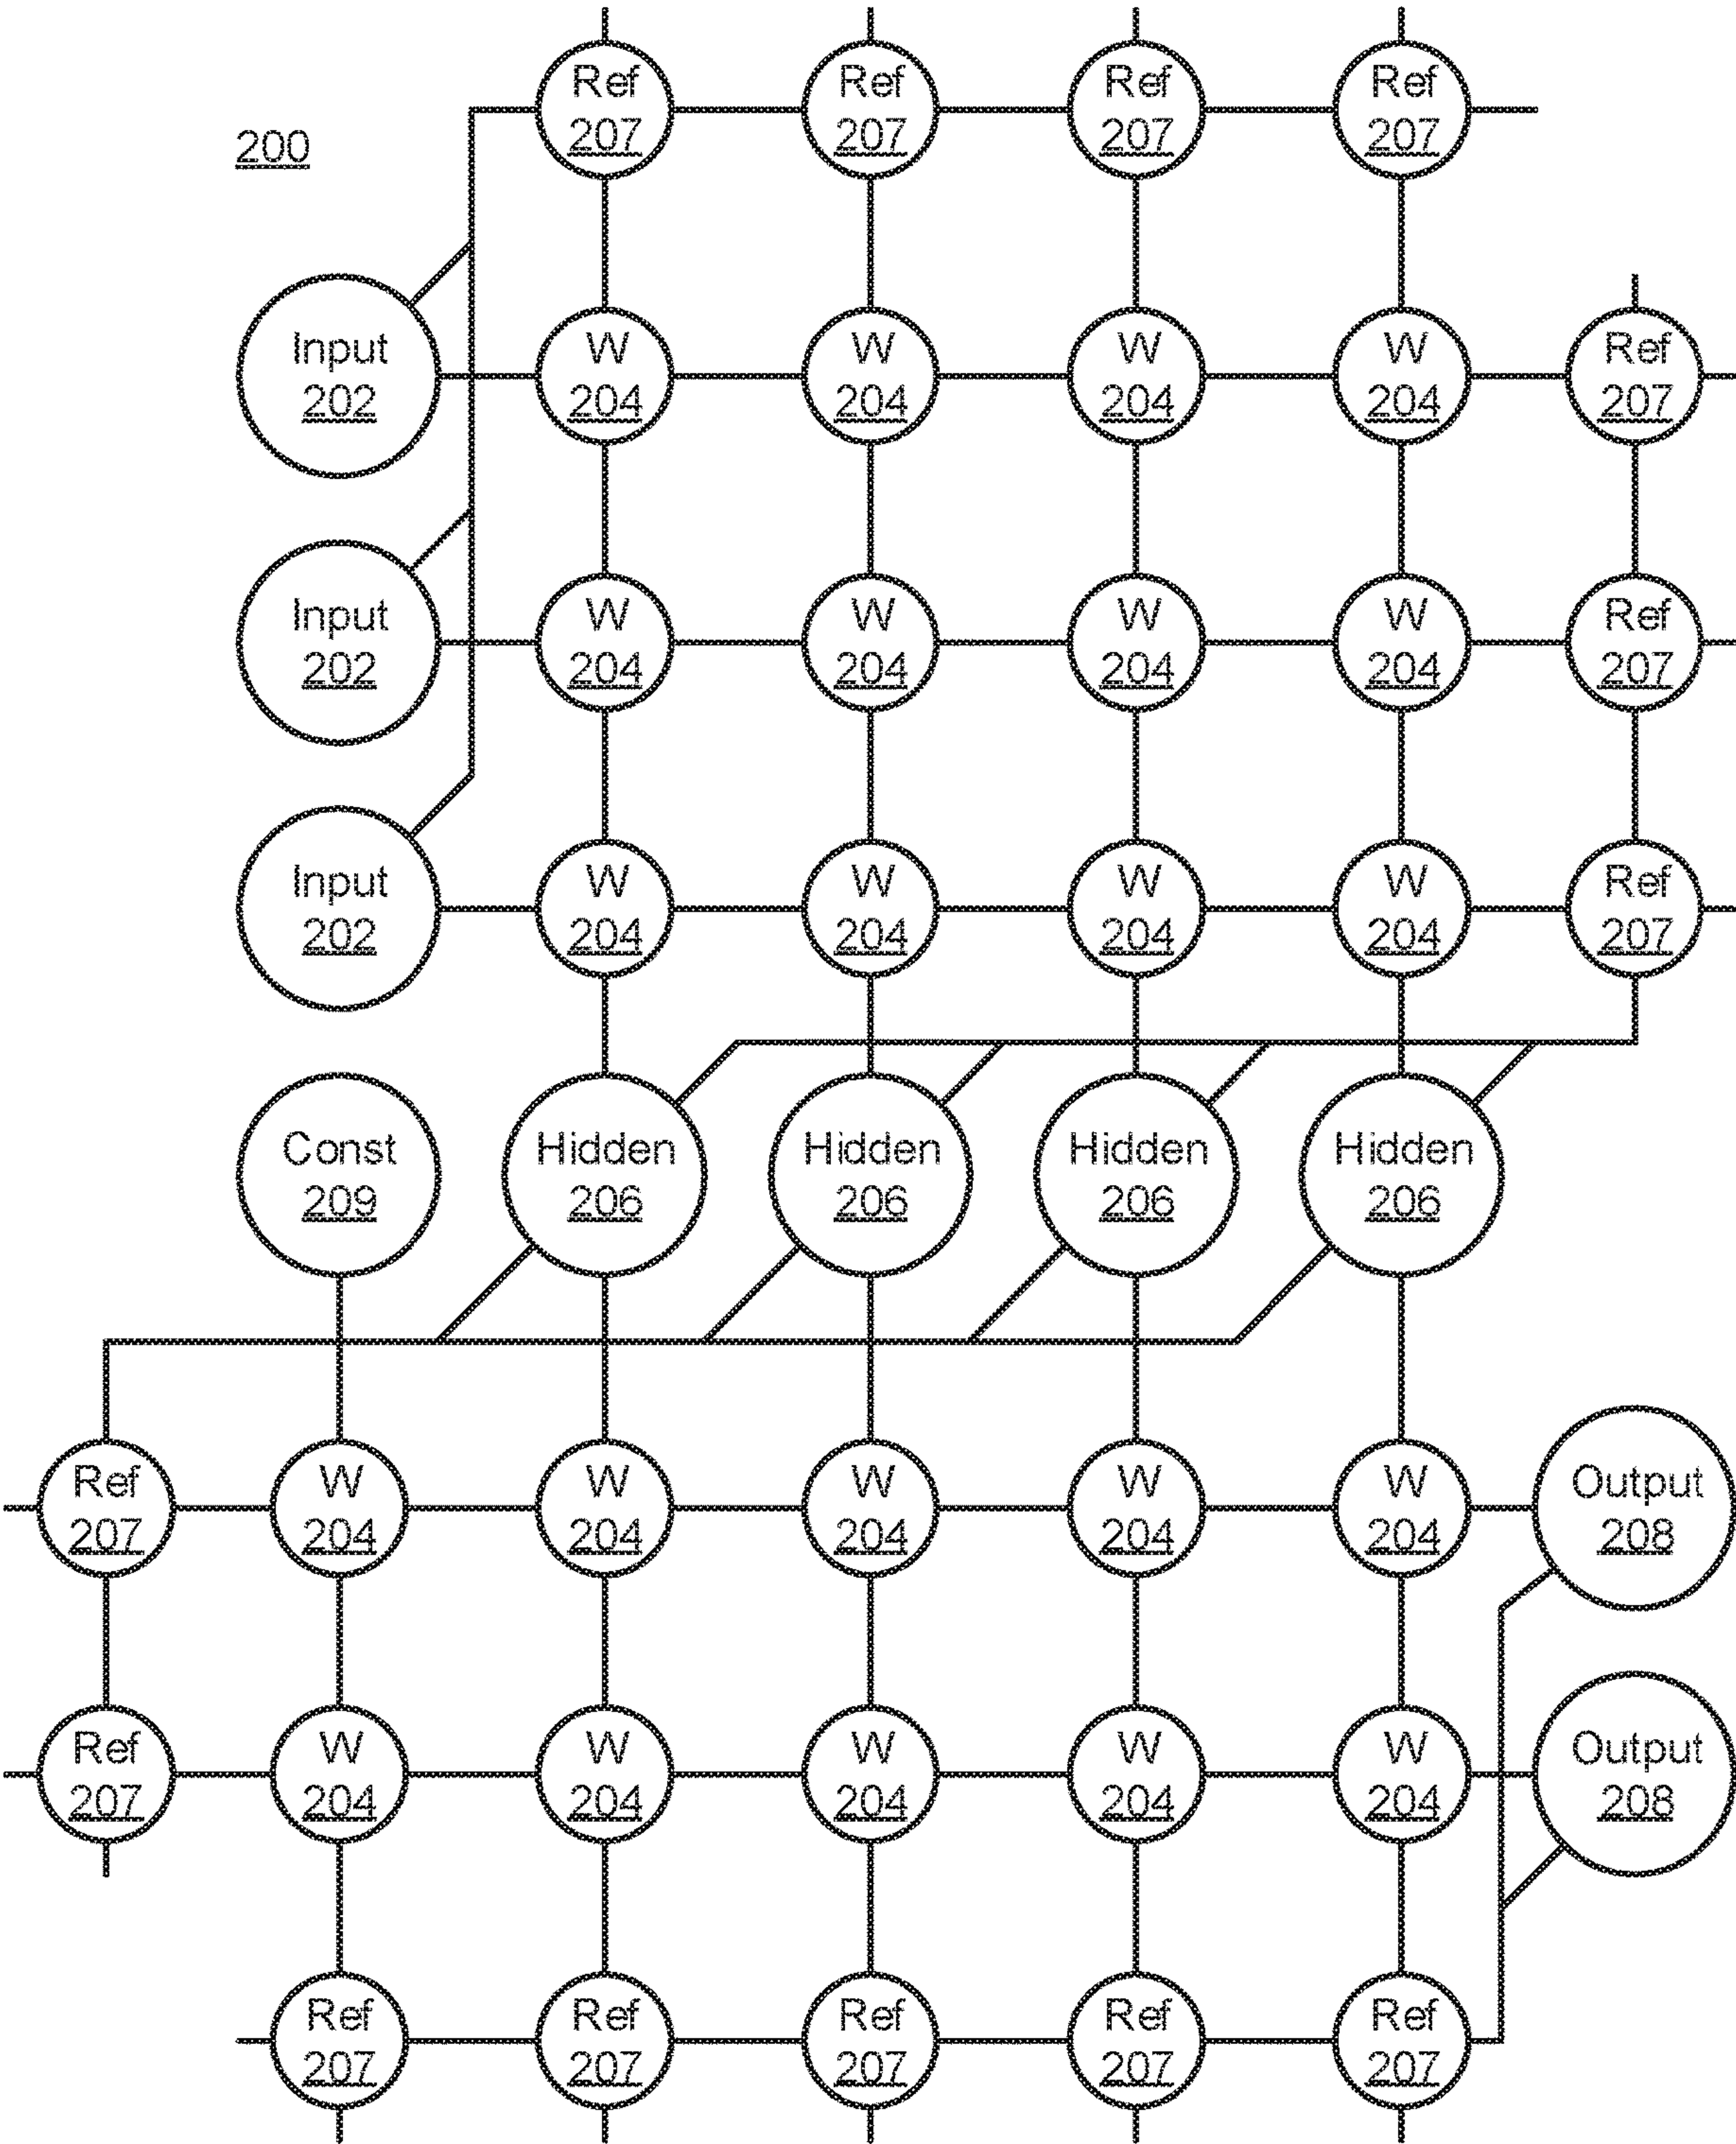 Ref Ref Ref Ref
200 207 207 207 207
Input W W W W Ref
202 204 204 204 204 207
Input W W W W Ref
202 204 204 204 204 207
Input W W W W Ref
202 204 204 204 204 207
Const Hidden Hidden Hidden Hidden
209 206 206 206 206
Ref W W W W W Output
207 204 204 204 204 204 208
Ref W W W W W Output
207 204 204 204 204 204 208
Ref Ref Ref Ref Ref
207 207 207 207 207